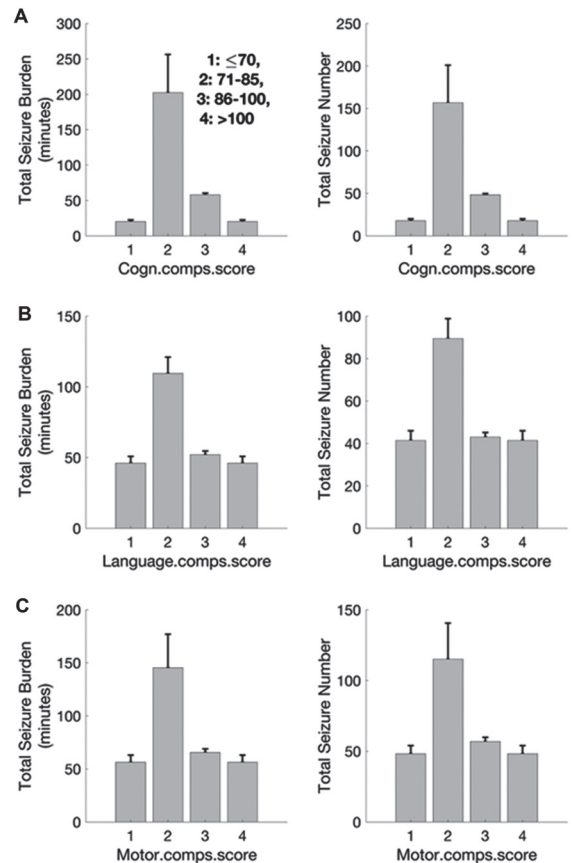 A
Total Seizure Burden
(minutes)
300
250
200
150
100
50
0
1: ≤70,
2: 71-85,
3: 86-100,
4: >100
1 2 3 4
Cogn.comps.score
Total Seizure Number
250
200
150
100
50
0
1 2 3 4
Cogn.comps.score
B
Total Seizure Burden
(minutes)
150
100
50
0
1 2 3 4
Language.comps.score
Total Seizure Number
100
80
60
40
20
0
1 2 3 4
Language.comps.score
C
Total Seizure Burden
(minutes)
200
150
100
50
0
1 2 3 4
Motor.comps.score
Total Seizure Number
150
100
50
0
1 2 3 4
Motor.comps.score